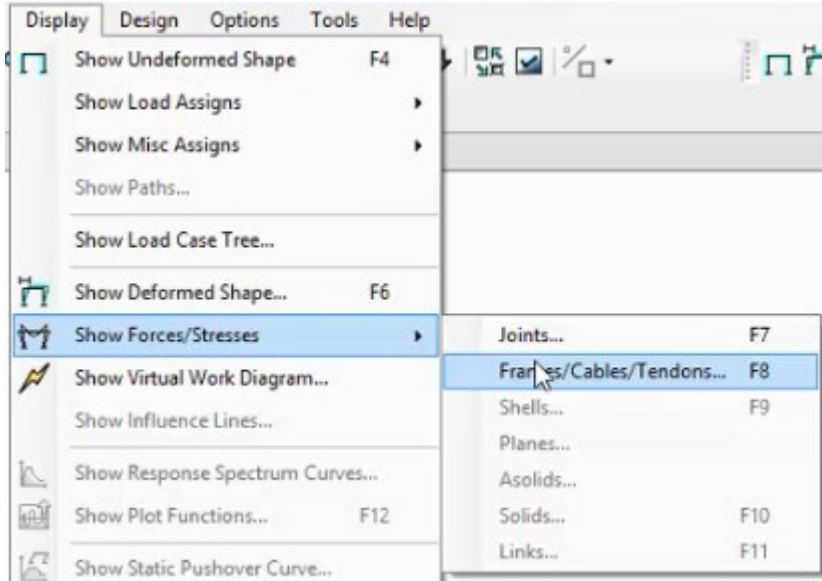 Display Design Options Tools Help
Show Undeformed Shape F4
Show Load Assigns
Show Misc Assigns
Show Paths...
Show Load Case Tree...
Show Deformed Shape... F6
Show Forces/Stresses
Joints... F7
Show Virtual Work Diagram...
Frames/Cables/Tendons... F8
Show Influence Lines...
Shells... F9
Planes...
Show Response Spectrum Curves...
Asolids...
Show Plot Functions... F12
Solids... F10
Links... F11
Show Static Pushover Curve...